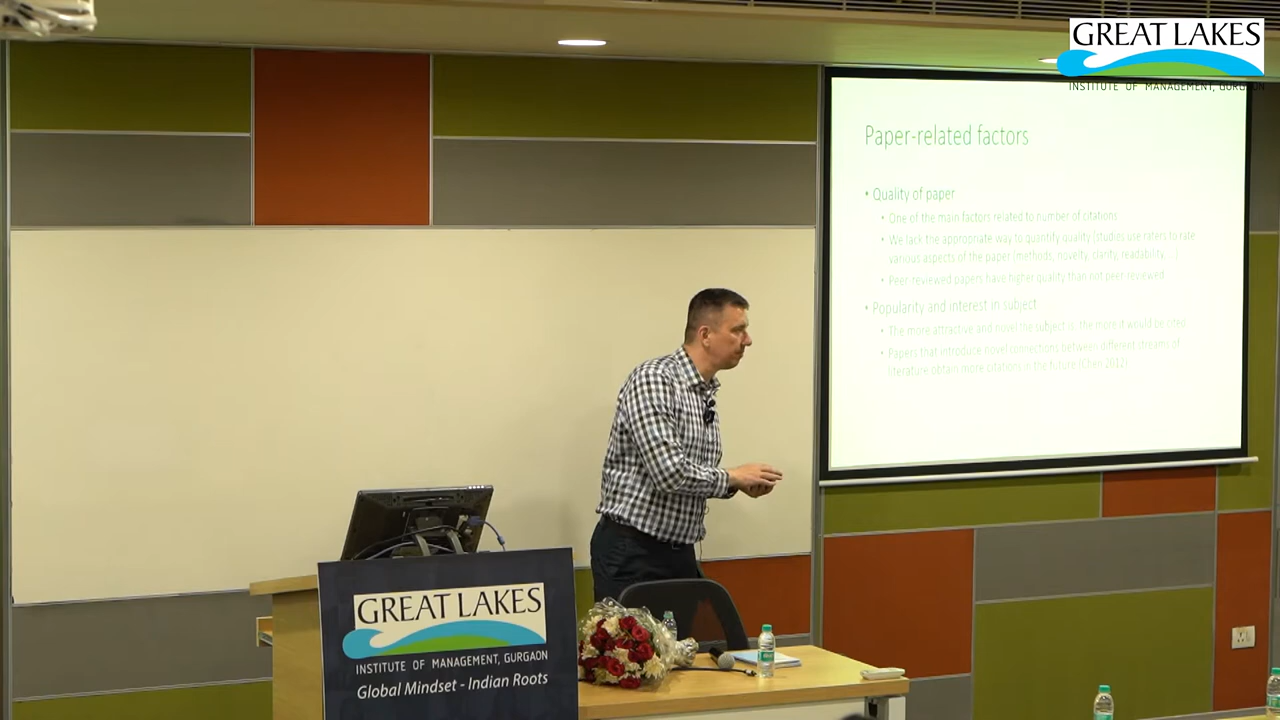 GREAT LAKES
INSTITUTE OF MANAGEMENT, GURGAON
Paper-related factors
• Quality of paper
• One of the main factors related to number of citations
• We lack the appropriate way to quantify quality (studies use raters to rate
various aspects of the paper (methods, novelty, clarity, readability, ...)
• Peer-reviewed papers have higher quality than not peer-reviewed
• Popularity and interest in subject
• The more attractive and novel the subject is, the more it would be cited
• Papers that introduce novel connections between different streams of
literature obtain more citations in the future (Chen 2012)
GREAT LAKES
INSTITUTE OF MANAGEMENT, GURGAON
Global Mindset - Indian Roots